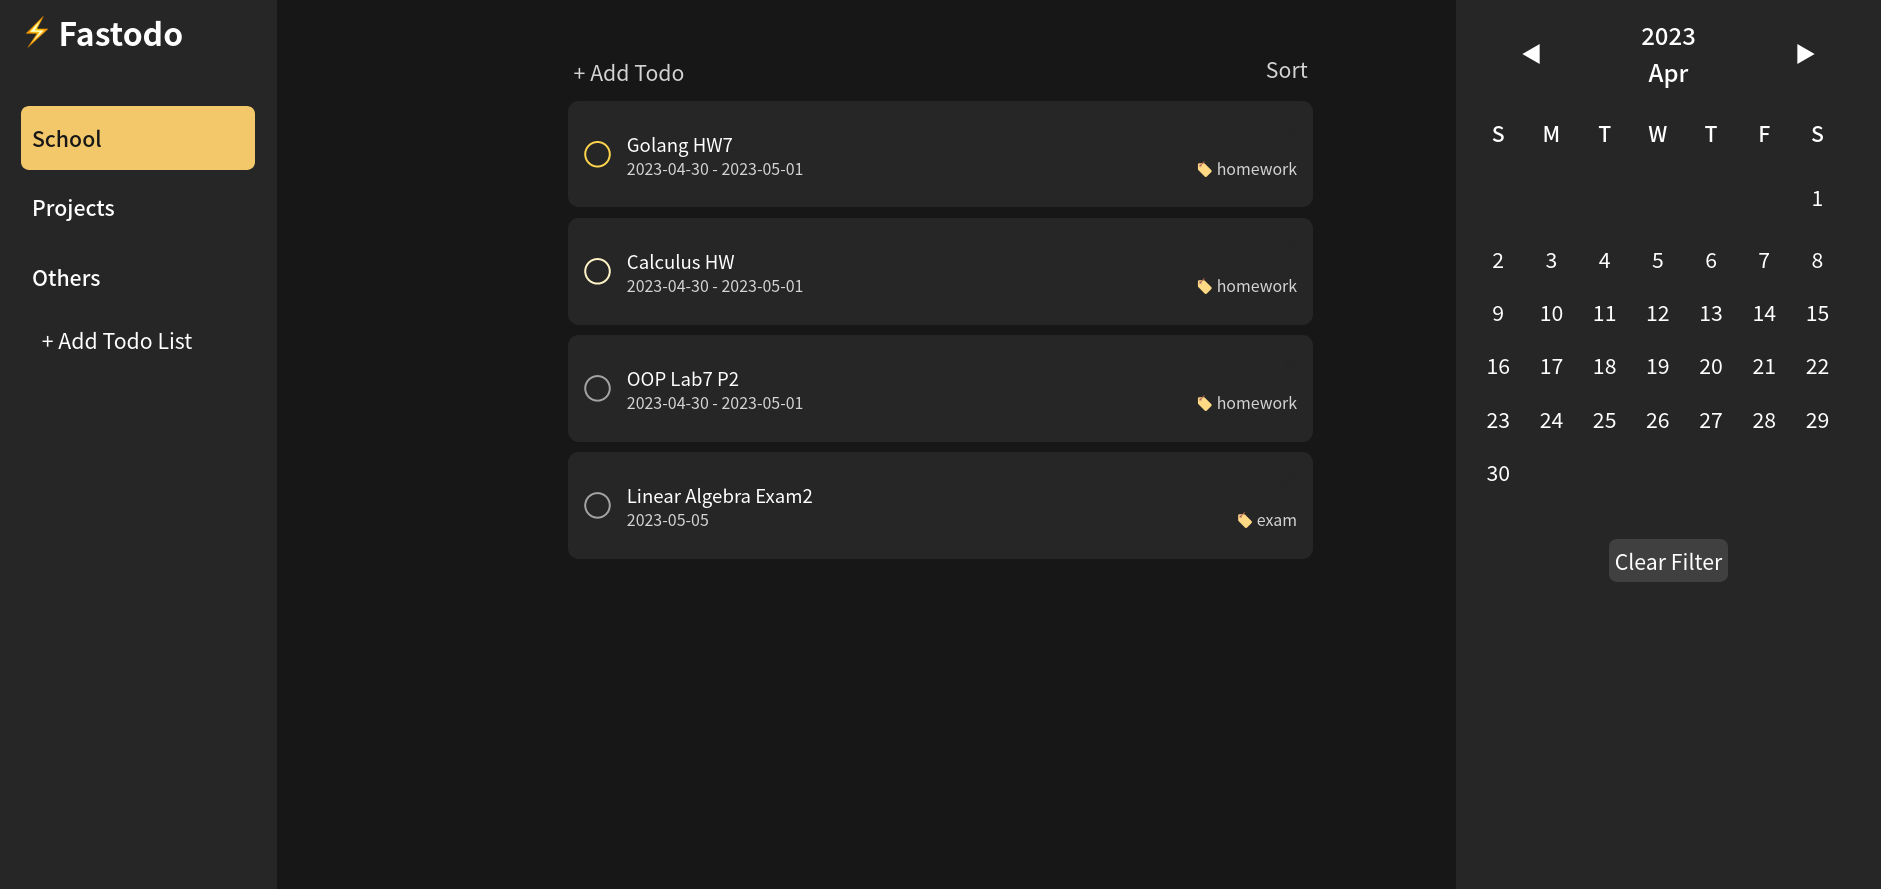 ⚡ Fastodo
School
Projects
Others
+ Add Todo List
+ Add Todo
Sort
Golang HW7
2023-04-30 - 2023-05-01
homework
Calculus HW
2023-04-30 - 2023-05-01
homework
OOP Lab7 P2
2023-04-30 - 2023-05-01
homework
Linear Algebra Exam2
2023-05-05
exam
2023
Apr
S M T W T F S
1
2 3 4 5 6 7 8
9 10 11 12 13 14 15
16 17 18 19 20 21 22
23 24 25 26 27 28 29
30
Clear Filter